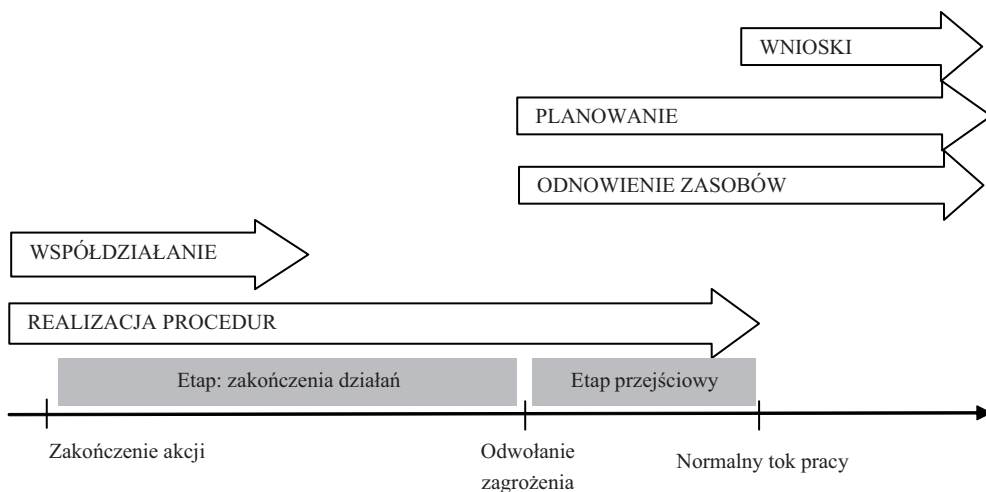 WNIOSKI
PLANOWANIE
ODNOWIENIE ZASOBÓW
WSPÓŁDZIAŁANIE
REALIZACJA PROCEDUR
Etap: zakończenia działań
Etap przejściowy
Zakończenie akcji
Odwołanie
zagrożenia
Normalny tok pracy